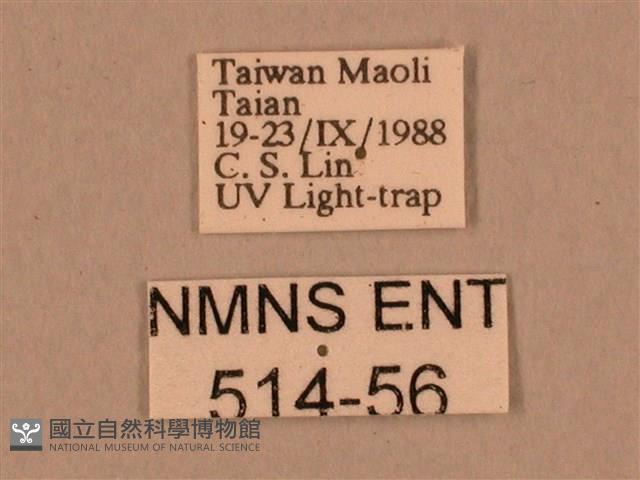 Taiwan Maoli
Taian
19-23/IX/1988
C. S. Lin
UV Light-trap
NMNS ENT
514-56
國立自然科學博物館
NATIONAL MUSEUM OF NATURAL SCIENCE